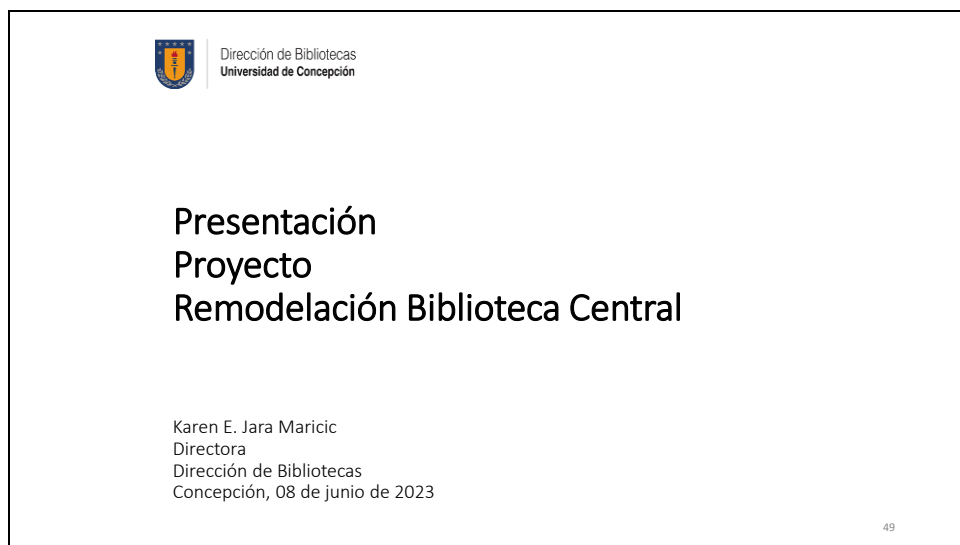 Dirección de Bibliotecas
Universidad de Concepción
Presentación
Proyecto
Remodelación Biblioteca Central
Karen E. Jara Maricic
Directora
Dirección de Bibliotecas
Concepción, 08 de junio de 2023
49